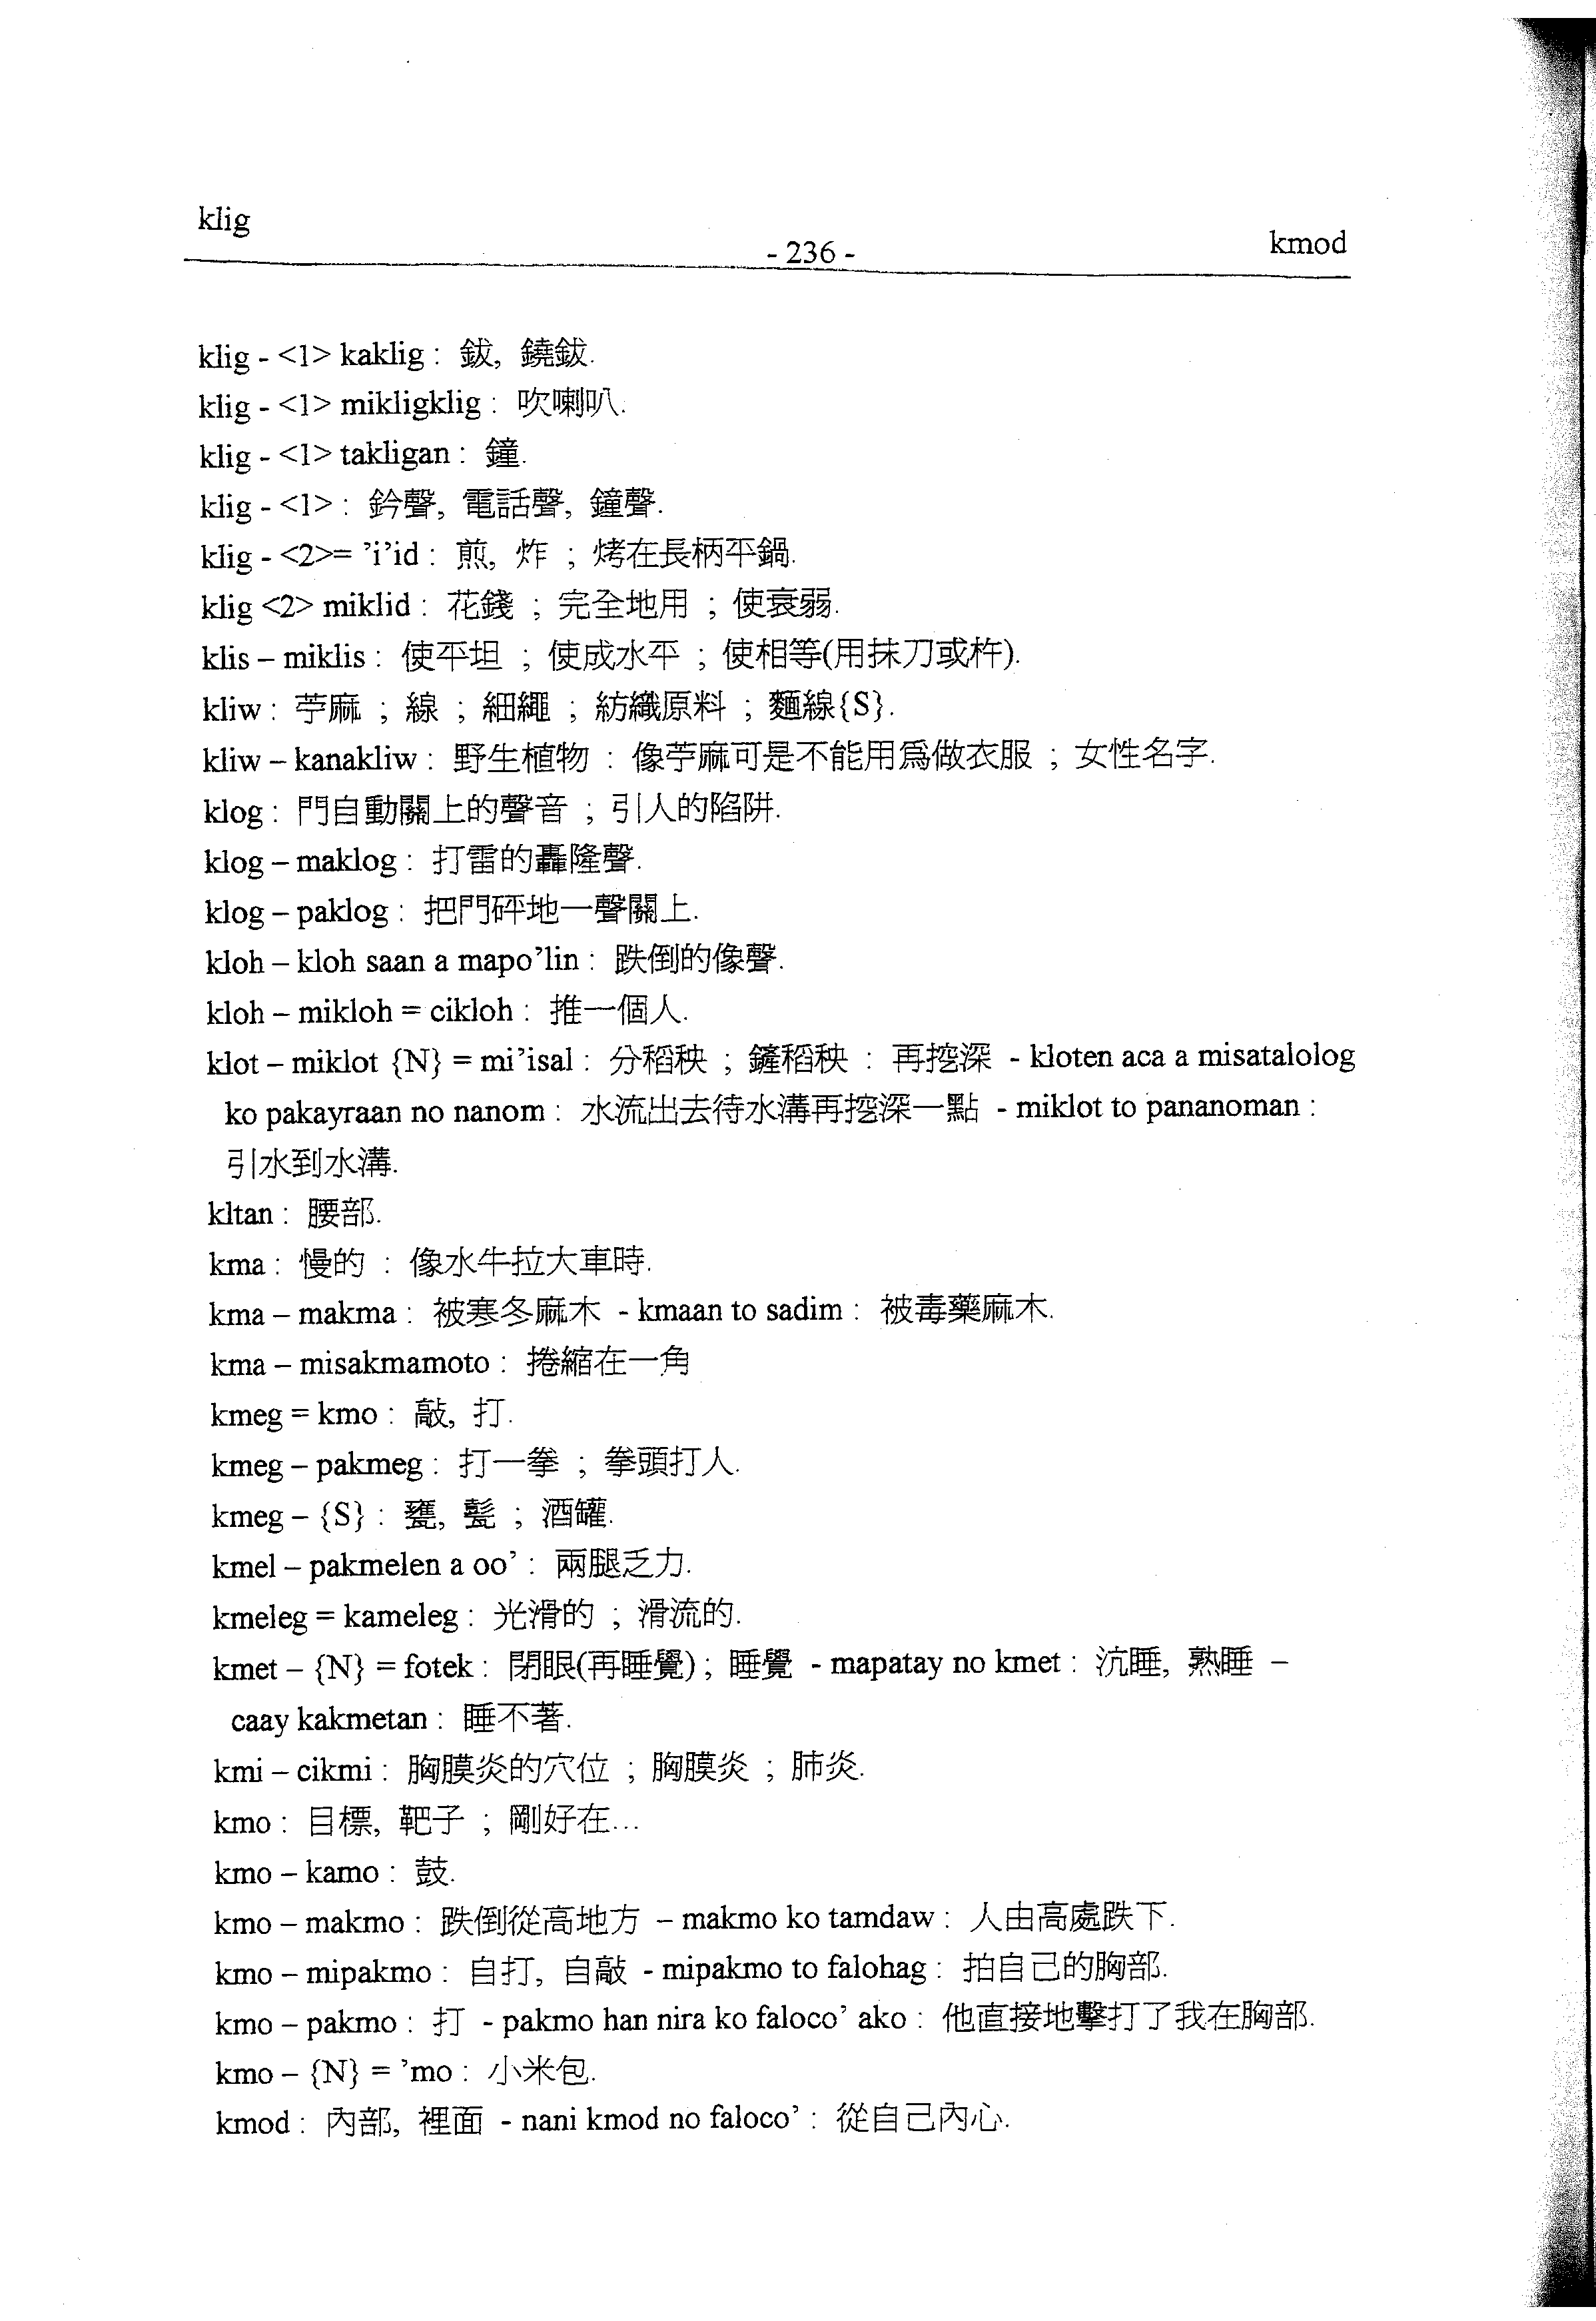 klig
- 236 -
kmod
klig - <1> kaklig : 鈸, 鐃鈸.
klig - <1> mikligklig : 吹喇叭.
klig - <1> takligan : 鐘.
klig - <1> : 鈴聲, 電話聲, 鐘聲.
klig - <2>= ’i’id : 煎, 炸 ; 烤在長柄平鍋.
klig <2> miklid : 花錢 ; 完全地用 ; 使衰弱.
klis – miklis : 使平坦 ; 使成水平 ; 使相等(用抹刀或杵).
kliw : 苧麻 ; 線 ; 細繩 ; 紡織原料 ; 麵線{S}.
kliw – kanakliw : 野生植物 : 像苧麻可是不能用爲做衣服 ; 女性名字.
klog : 門自動關上的聲音 ; 引人的陷阱.
klog – maklog : 打雷的轟隆聲.
klog – paklog : 把門砰地一聲關上.
kloh – kloh saan a mapo’lin : 跌倒的像聲.
kloh – mikloh = cikloh : 推一個人.
klot – miklot {N} = mi’isal : 分稻秧 ; 鏟稻秧 : 再挖深 - kloten aca a misatalolog
ko pakayraan no nanom : 水流出去待水溝再挖深一點 - miklot to pananoman :
引水到水溝.
kltan : 腰部.
kma : 慢的 : 像水牛拉大車時.
kma – makma : 被寒冬麻木 - kmaan to sadim : 被毒藥麻木.
kma – misakmamoto : 捲縮在一角
kmeg = kmo : 敲, 打.
kmeg – pakmeg : 打一拳 ; 拳頭打人.
kmeg – {S} : 甕, 髦 ; 酒罐.
kmel – pakmelen a oo’ : 兩腿乏力.
kmeleg = kameleg : 光滑的 ; 滑流的.
kmet – {N} = fotek : 閉眼(再睡覺) ; 睡覺 - mapatay no kmet : 沆睡, 熟睡 –
caay kakmetan : 睡不著.
kmi – cikmi : 胸膜炎的穴位 ; 胸膜炎 ; 肺炎.
kmo : 目標, 靶子 ; 剛好在…
kmo – kamo : 鼓.
kmo – makmo : 跌倒從高地方 – makmo ko tamdaw : 人由高處跌下.
kmo – mipakmo : 自打, 自敲 - mipakmo to falohag : 拍自己的胸部.
kmo – pakmo : 打 - pakmo han nira ko faloco’ ako : 他直接地擊打了我在胸部.
kmo – {N} = ’mo : 小米包.
kmod : 內部, 裡面 - nani kmod no faloco’ : 從自己內心.